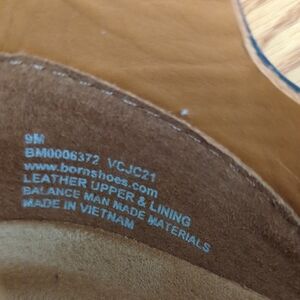 9M
BM0006372 VCJC21
www.bornshoes.com
LEATHER UPPER & LINING
BALANCE MAN MADE MATERIALS
MADE IN VIETNAM